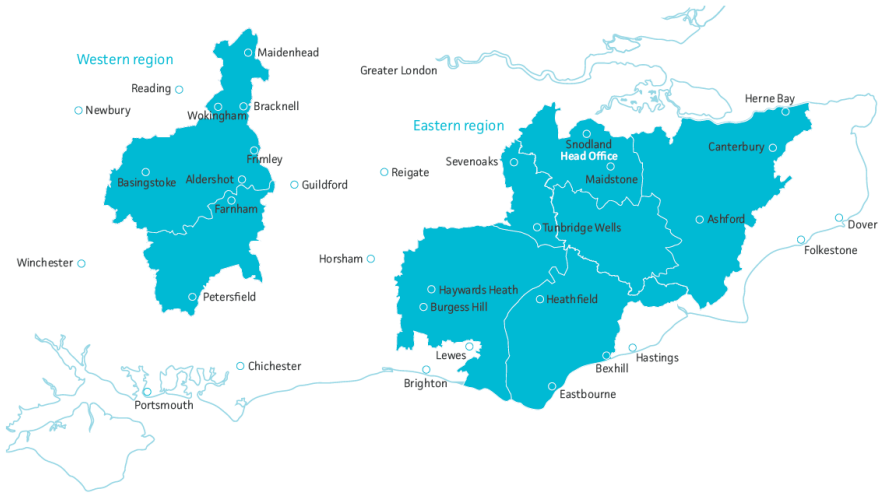 Western region
Maidenhead
Reading
Newbury
Wokingham
Bracknell
Frimley
Basingstoke
Aldershot
Guildford
Farnham
Winchester
Petersfield
Chichester
Portsmouth
Greater London
Eastern region
Herne Bay
Snodland
Head Office
Canterbury
Sevenoaks
Maidstone
Reigate
Ashford
Dover
Tunbridge Wells
Folkestone
Horsham
Haywards Heath
Heathfield
Burgess Hill
Lewes
Hastings
Bexhill
Brighton
Eastbourne